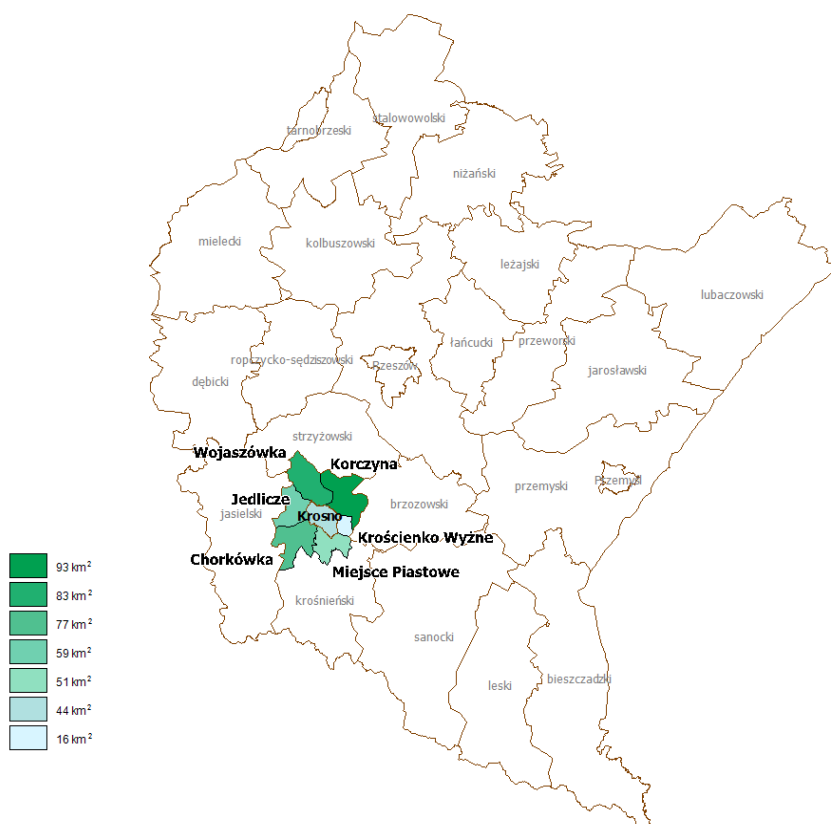 stalowowolski
tarnobrzeski
niżański
mielecki
kolbuszowski
leżajski
lubaczowski
łańcucki
przeworski
ropczycko-sędziszowski
Rzeszów
jarosławski
dębicki
strzyżowski
Wojaszówka
Korczyna
Przemyśl
przemyski
Jedlicze
brzozowski
jasielski
Krosno
Krościenko Wyżne
Chorkówka
Miejsce Piastowe
krośnieński
sanocki
leski
bieszczadzki
93 km²
83 km²
77 km²
59 km²
51 km²
44 km²
16 km²